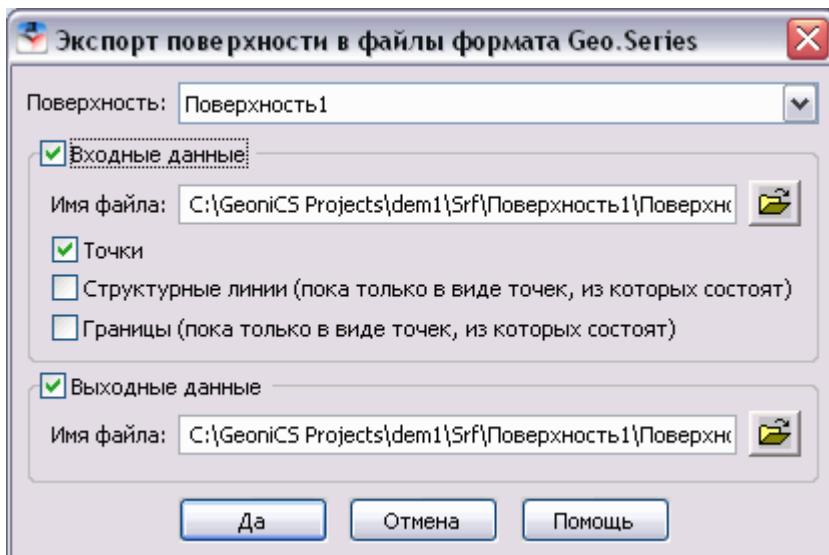 Экспорт поверхности в файлы формата Geo.Series
Поверхность: Поверхность1
Входные данные
Имя файла: C:\GeoniCS Projects\dem1\Srf\Поверхность1\Поверхно
Точки
Структурные линии (пока только в виде точек, из которых состоят)
Границы (пока только в виде точек, из которых состоят)
Выходные данные
Имя файла: C:\GeoniCS Projects\dem1\Srf\Поверхность1\Поверхно
Да Отмена Помощь